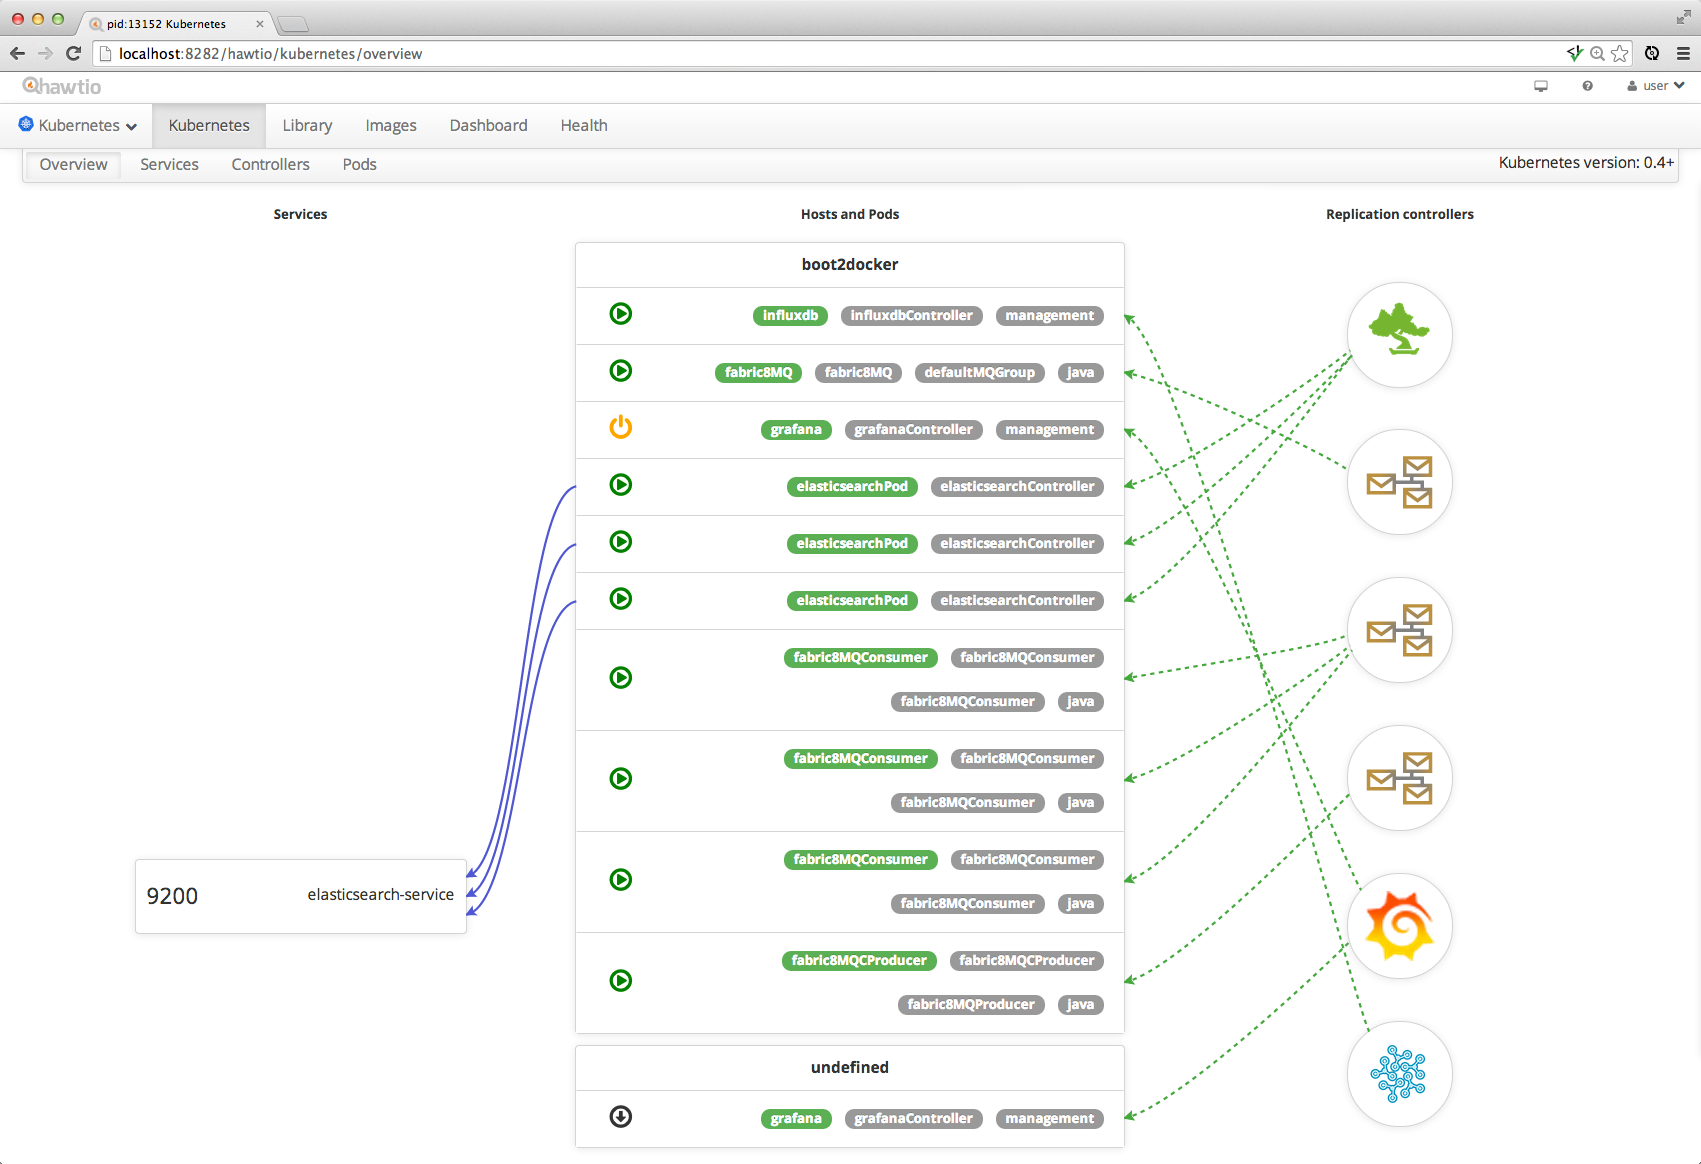 pid:13152 Kubernetes
localhost:8282/hawtio/kubernetes/overview
hawtio
user
Kubernetes Kubernetes Library Images Dashboard Health
Overview Services Controllers Pods Kubernetes version: 0.4+
Services Hosts and Pods Replication controllers
boot2docker
influxdb influxdbController management
fabric8MQ fabric8MQ defaultMQGroup java
grafana grafanaController management
elasticsearchPod elasticsearchController
elasticsearchPod elasticsearchController
elasticsearchPod elasticsearchController
fabric8MQConsumer fabric8MQConsumer
fabric8MQConsumer java
fabric8MQConsumer fabric8MQConsumer
fabric8MQConsumer java
fabric8MQConsumer fabric8MQConsumer
9200 elasticsearch-service
fabric8MQConsumer java
fabric8MQCProducer fabric8MQCProducer
fabric8MQProducer java
undefined
grafana grafanaController management